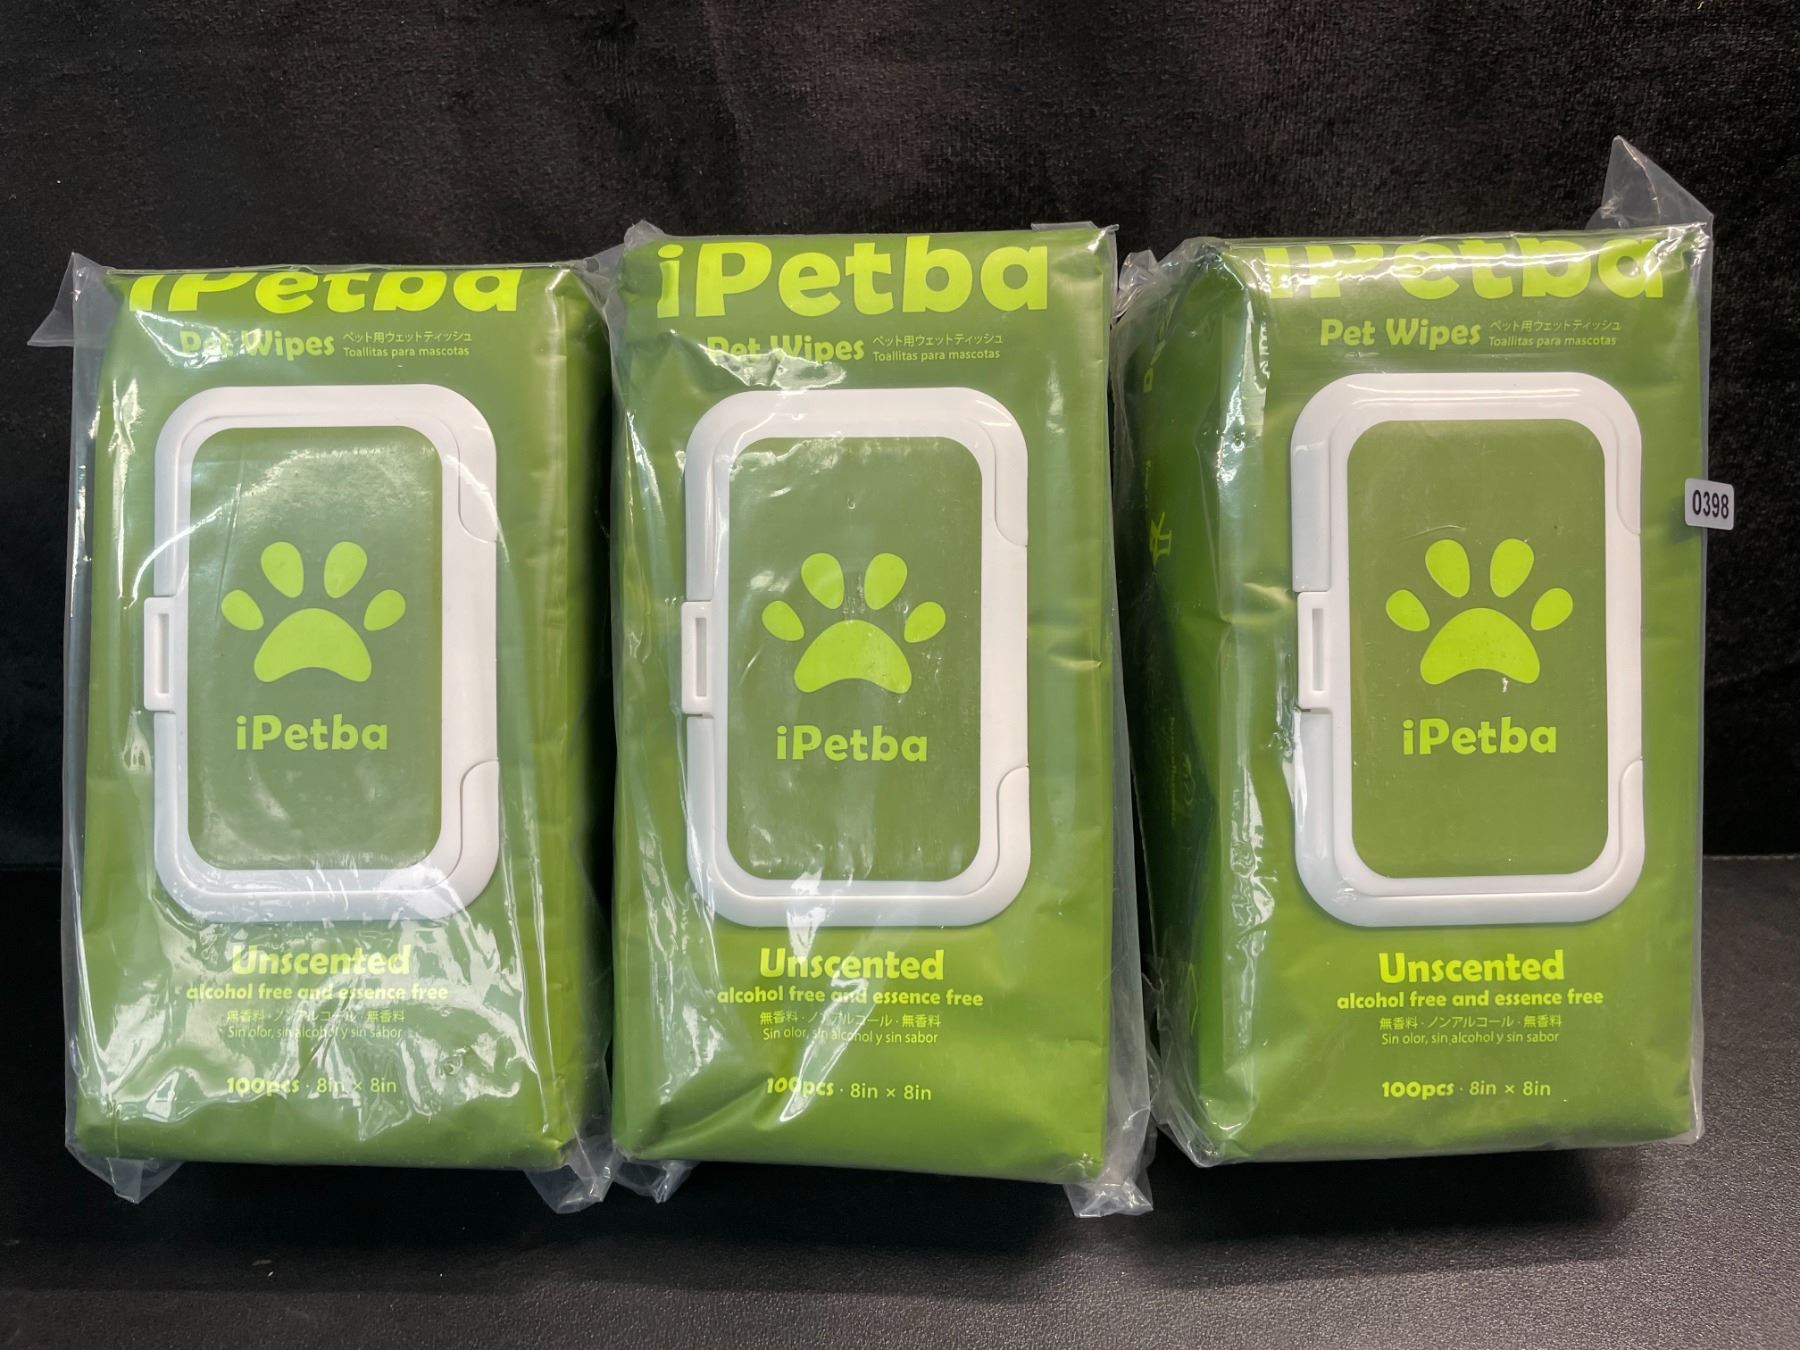 iPetba
Pet Wipes ペット用ウェットティッシュ
Toallitas para mascotas
iPetba
Unscented
alcohol free and essence free
無香料・ノンアルコール・無香料
Sin olor, sin alcohol y sin sabor
100pcs · 8in × 8in
iPetba
Pet Wipes ペット用ウェットティッシュ
Toallitas para mascotas
iPetba
Unscented
alcohol free and essence free
無香料・ノンアルコール・無香料
Sin olor, sin alcohol y sin sabor
100pcs · 8in × 8in
iPetba
Pet Wipes ペット用ウェットティッシュ
Toallitas para mascotas
iPetba
Unscented
alcohol free and essence free
無香料・ノンアルコール・無香料
Sin olor, sin alcohol y sin sabor
100pcs · 8in × 8in
0398